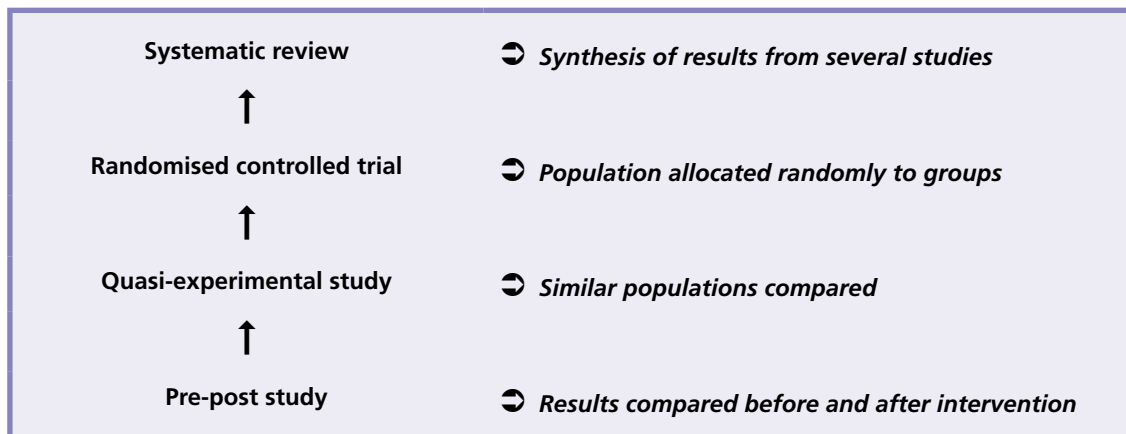 Systematic review
➲ Synthesis of results from several studies
↑
Randomised controlled trial
➲ Population allocated randomly to groups
↑
Quasi-experimental study
➲ Similar populations compared
↑
Pre-post study
➲ Results compared before and after intervention